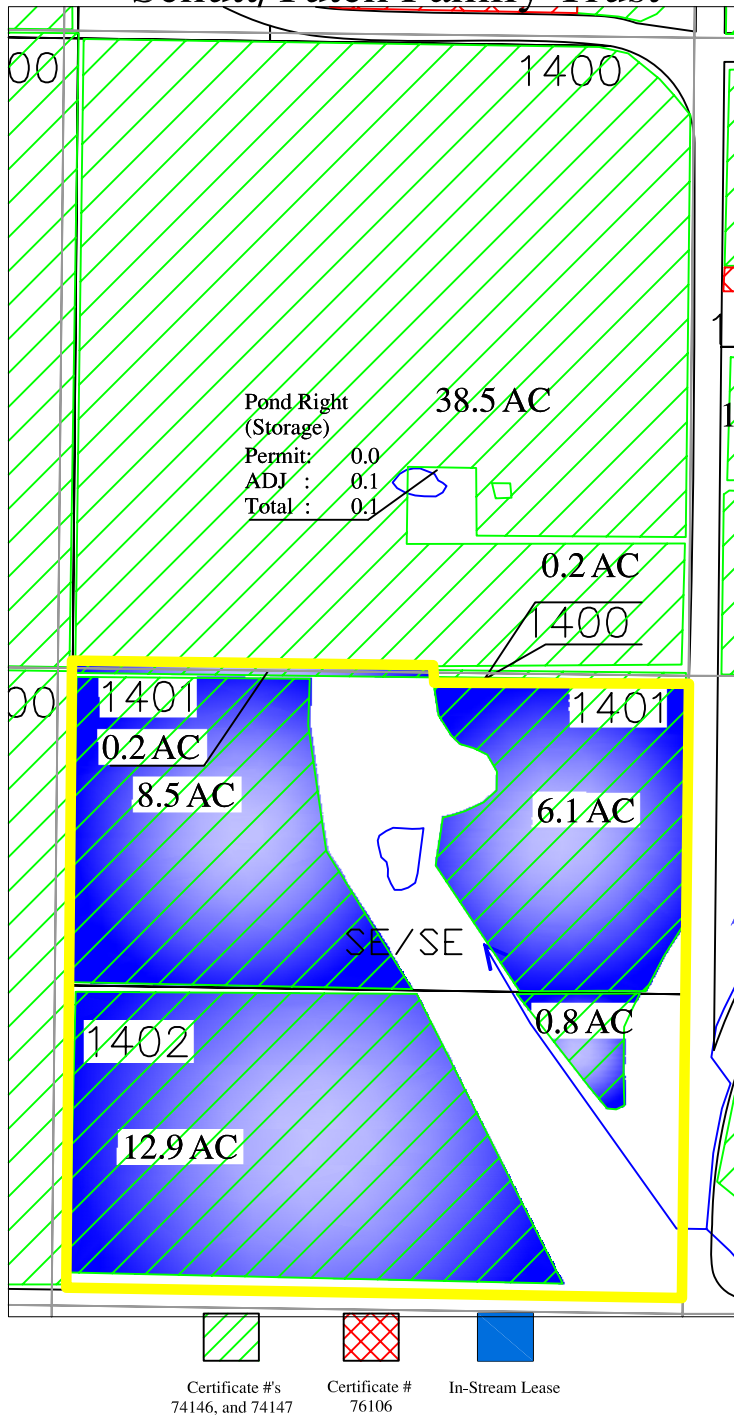 00
1400
38.5 AC
Pond Right
(Storage)
Permit: 0.0
ADJ : 0.1
Total : 0.1
0.2 AC
1400
00
1401
1401
0.2 AC
8.5 AC
6.1 AC
SE/SE
0.8 AC
1402
12.9 AC
Certificate #'s
74146, and 74147
Certificate #
76106
In-Stream Lease